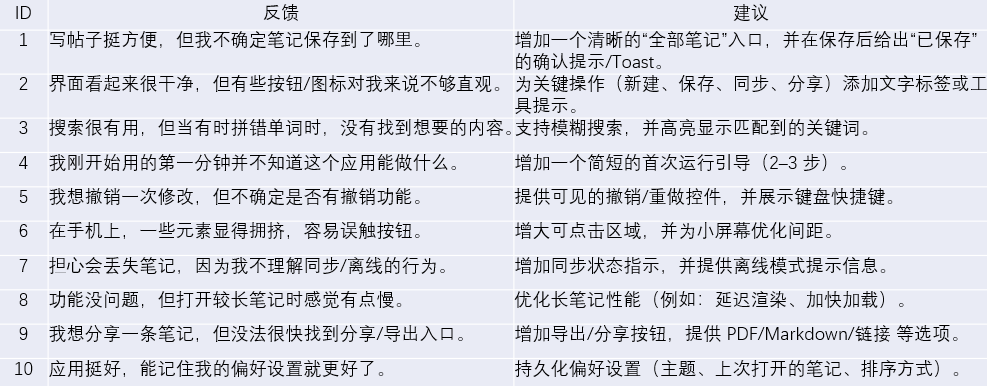 ID 反馈 建议
1 写帖子挺方便，但我不确定笔记保存到了哪里。 增加一个清晰的“全部笔记”入口，并在保存后给出“已保存”
的确认提示/Toast。
2 界面看起来很干净，但有些按钮/图标对我来说不够直观。 为关键操作（新建、保存、同步、分享）添加文字标签或工
具提示。
3 搜索很有用，但当有时拼错单词时，没有找到想要的内容。 支持模糊搜索，并高亮显示匹配到的关键词。
4 我刚开始用的第一分钟并不知道这个应用能做什么。 增加一个简短的首次运行引导（2–3 步）。
5 我想撤销一次修改，但不确定是否有撤销功能。 提供可见的撤销/重做控件，并展示键盘快捷键。
6 在手机上，一些元素显得拥挤，容易误触按钮。 增大可点击区域，并为小屏幕优化间距。
7 担心会丢失笔记，因为我不理解同步/离线的行为。 增加同步状态指示，并提供离线模式提示信息。
8 功能没问题，但打开较长笔记时感觉有点慢。 优化长笔记性能（例如：延迟渲染、加快加载）。
9 我想分享一条笔记，但没法很快找到分享/导出入口。 增加导出/分享按钮，提供 PDF/Markdown/链接 等选项。
10 应用挺好，能记住我的偏好设置就更好了。 持久化偏好设置（主题、上次打开的笔记、排序方式）。